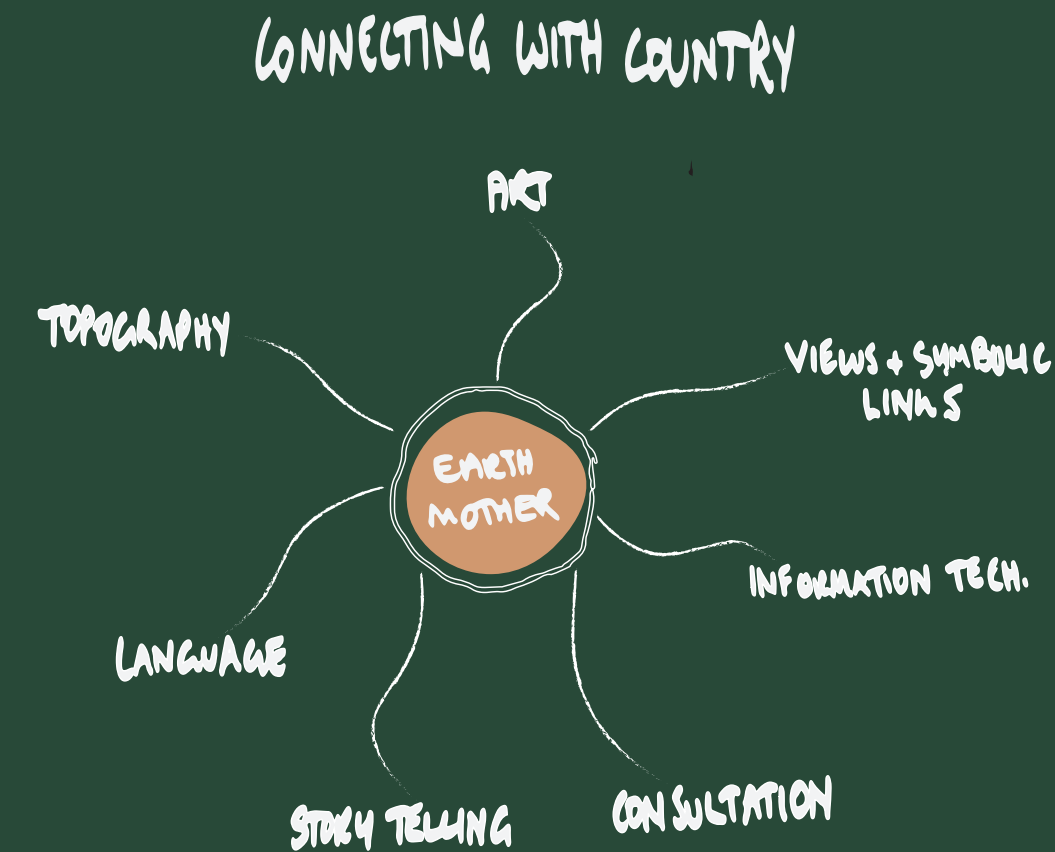 CONNECTING WITH COUNTRY
ART
TOPOGRAPHY
VIEWS + SYMBOLIC
LINKS
EARTH
MOTHER
INFORMATION TECH.
LANGUAGE
STORY TELLING
CONSULTATION